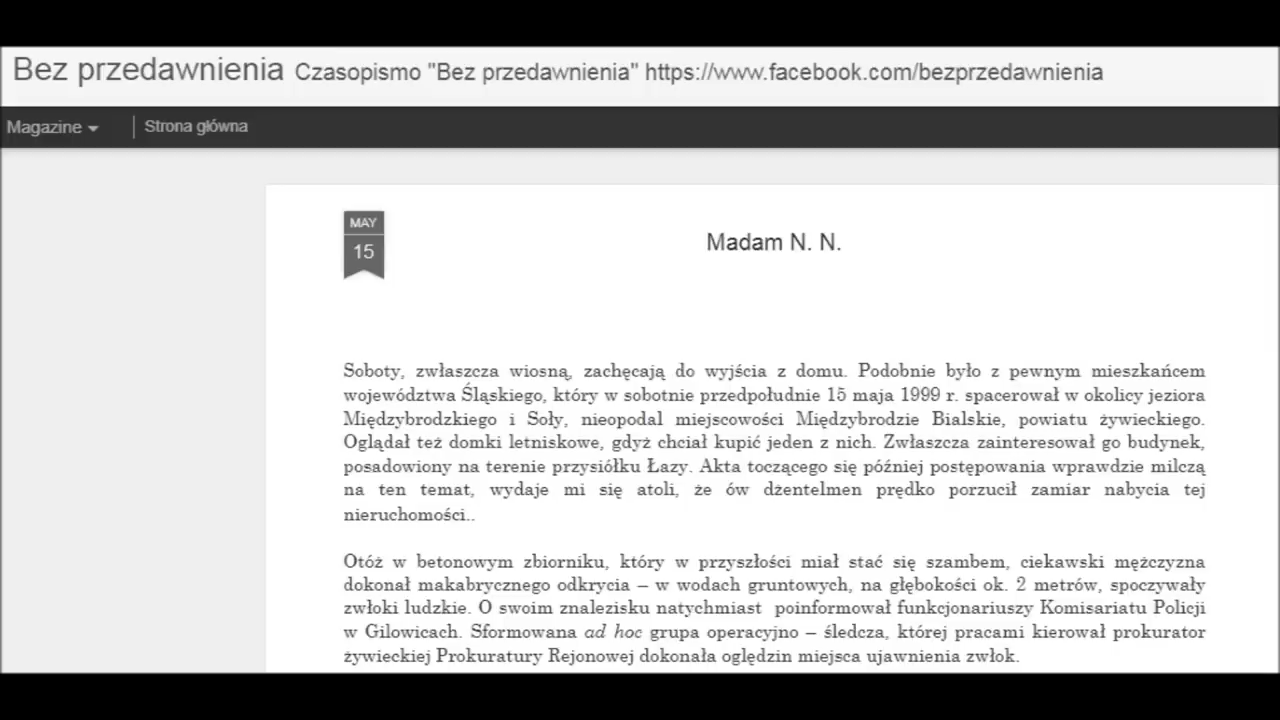 Bez przedawnienia Czasopismo "Bez przedawnienia" https://www.facebook.com/bezprzedawnienia
Magazine Strona główna
MAY
15
Madam N. N.
Soboty, zwłaszcza wiosną, zachęcają do wyjścia z domu. Podobnie było z pewnym mieszkańcem
województwa Śląskiego, który w sobotnie przedpołudnie 15 maja 1999 r. spacerował w okolicy jeziora
Międzybrodzkiego i Soły, nieopodal miejscowości Międzybrodzie Bialskie, powiatu żywieckiego.
Oglądał też domki letniskowe, gdyż chciał kupić jeden z nich. Zwłaszcza zainteresował go budynek,
posadowiony na terenie przysiółku Łazy. Akta toczącego się później postępowania wprawdzie milczą
na ten temat, wydaje mi się atoli, że ów dżentelmen prędko porzucił zamiar nabycia tej
nieruchomości..
Otóż w betonowym zbiorniku, który w przyszłości miał stać się szambem, ciekawski mężczyzna
dokonał makabrycznego odkrycia – w wodach gruntowych, na głębokości ok. 2 metrów, spoczywały
zwłoki ludzkie. O swoim znalezisku natychmiast poinformował funkcjonariuszy Komisariatu Policji
w Gilowicach. Sformowana ad hoc grupa operacyjno – śledcza, której pracami kierował prokurator
żywieckiej Prokuratury Rejonowej dokonała oględzin miejsca ujawnienia zwłok.